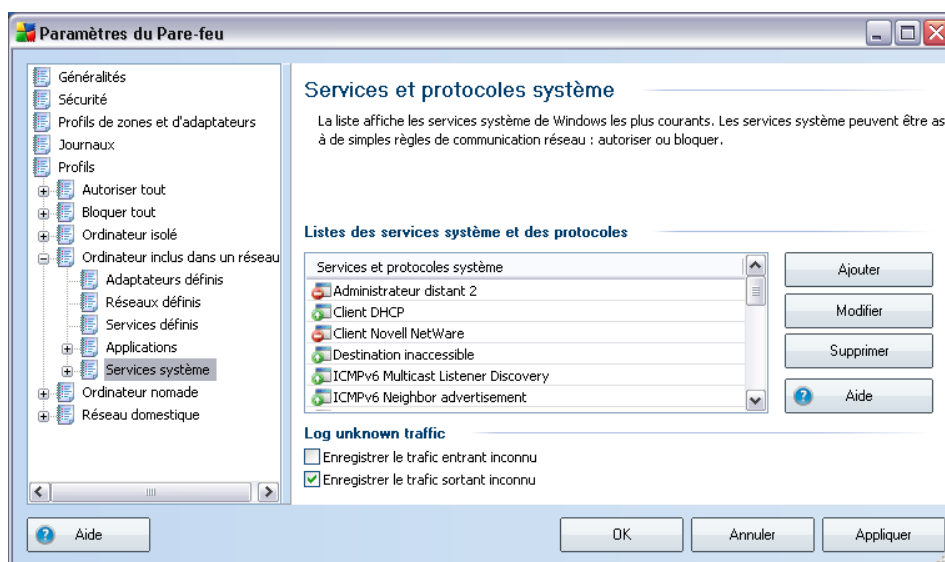 Paramètres du Pare-feu
Généralités
Sécurité
Profils de zones et d'adaptateurs
Journaux
Profils
Autoriser tout
Bloquer tout
Ordinateur isolé
Ordinateur inclus dans un réseau
Adaptateurs définis
Réseaux définis
Services définis
Applications
Services système
Ordinateur nomade
Réseau domestique
Services et protocoles système
La liste affiche les services système de Windows les plus courants. Les services système peuvent être as
à de simples règles de communication réseau : autoriser ou bloquer.
Listes des services système et des protocoles
Services et protocoles système
Administrateur distant 2
Client DHCP
Client Novell NetWare
Destination inaccessible
ICMPv6 Multicast Listener Discovery
ICMPv6 Neighbor advertisement
Ajouter
Modifier
Supprimer
Aide
Log unknown traffic
Enregistrer le trafic entrant inconnu
Enregistrer le trafic sortant inconnu
Aide
OK
Annuler
Appliquer